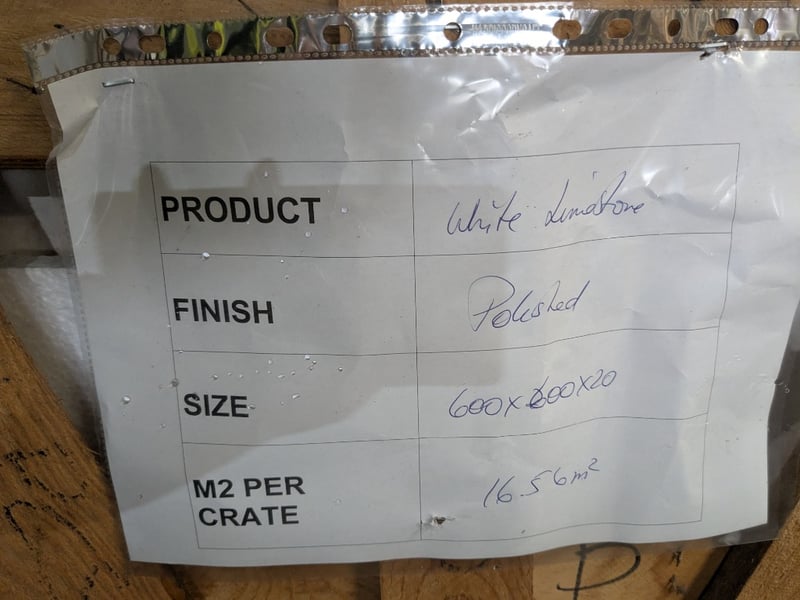 PRODUCT White Limestone
FINISH Polished
SIZE 600x600x20
M2 PER
CRATE 16.56m²
P